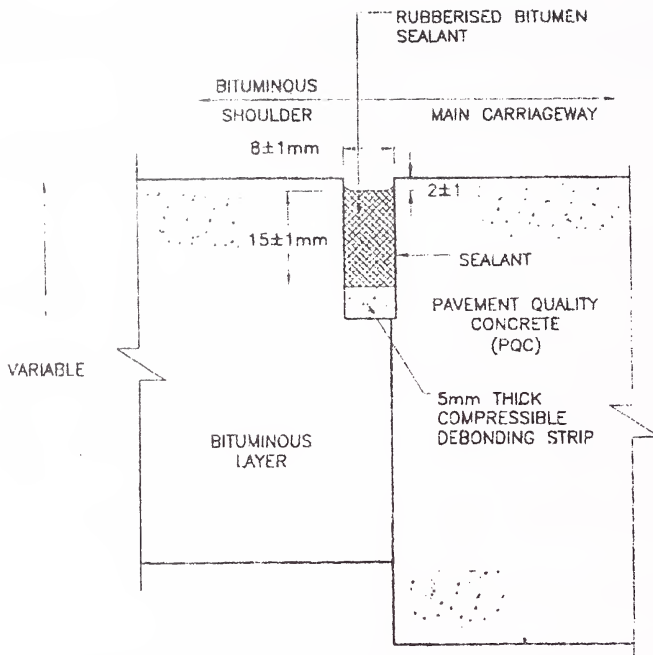 RUBBERISED BITUMEN
SEALANT
BITUMINOUS
SHOULDER
MAIN CARRIAGEWAY
8±1mm
2±1
15±1mm
SEALANT
PAVEMENT QUALITY
CONCRETE
(PQC)
VARIABLE
5mm THICK
COMPRESSIBLE
DEBONDING STRIP
BITUMINOUS
LAYER